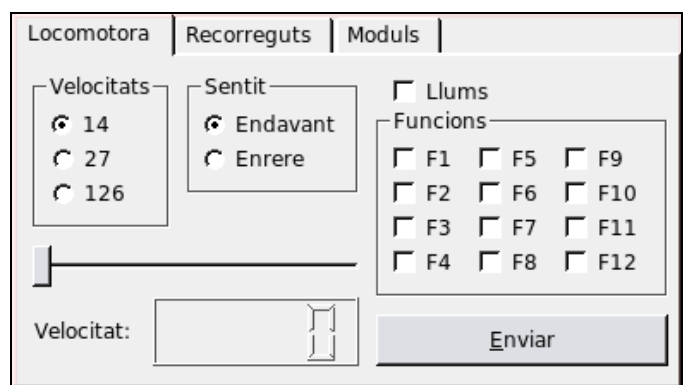 Locomotora Recorreguts Moduls
Velocitats
14
27
126
Sentit
Endavant
Enrere
Llums
Funcions
F1 F5 F9
F2 F6 F10
F3 F7 F11
F4 F8 F12
Velocitat: 0
Enviar